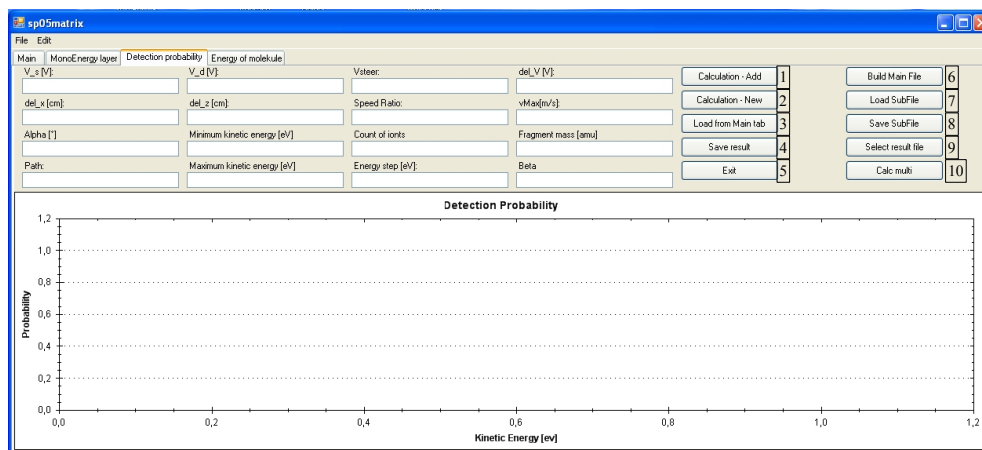 sp05matrix
File Edit
Main MonoEnergy layer Detection probability Energy of molekule
V_s [V]: V_d [V]: Vsteer: del_V [V]:
Calculation - Add 1 Build Main File 6
del_x [cm]: del_z [cm]: Speed Ratio: vMax[m/s]:
Calculation - New 2 Load SubFile 7
Load from Main tab 3 Save SubFile 8
Alpha [°] Minimum kinetic energy [eV] Count of ionts Fragment mass [amu]
Save result 4 Select result file 9
Path: Maximum kinetic energy [eV] Energy step [eV]: Beta
Exit 5 Calc multi 10
Detection Probability
1,2
1,0
0,8
0,6
0,4
0,2
0,0
Probability
0,0 0,2 0,4 0,6 0,8 1,0 1,2
Kinetic Energy [ev]